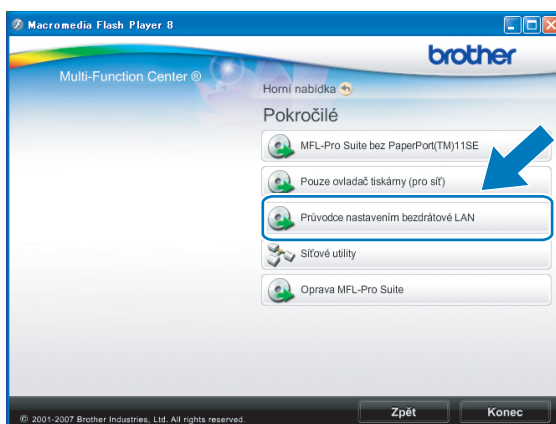 Macromedia Flash Player 8
brother
Multi-Function Center ®
Horní nabídka
Pokročilé
MFL-Pro Suite bez PaperPort(TM)11SE
Pouze ovladač tiskárny (pro síť)
Průvodce nastavením bezdrátové LAN
Síťové utility
Oprava MFL-Pro Suite
© 2001-2007 Brother Industries, Ltd. All rights reserved.
Zpět
Konec